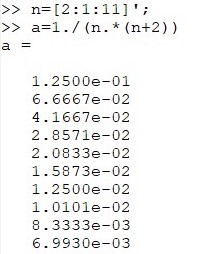 >> n=[2:1:11]';
>> a=1./(n.*(n+2))
a =
1.2500e-01
6.6667e-02
4.1667e-02
2.8571e-02
2.0833e-02
1.5873e-02
1.2500e-02
1.0101e-02
8.3333e-03
6.9930e-03